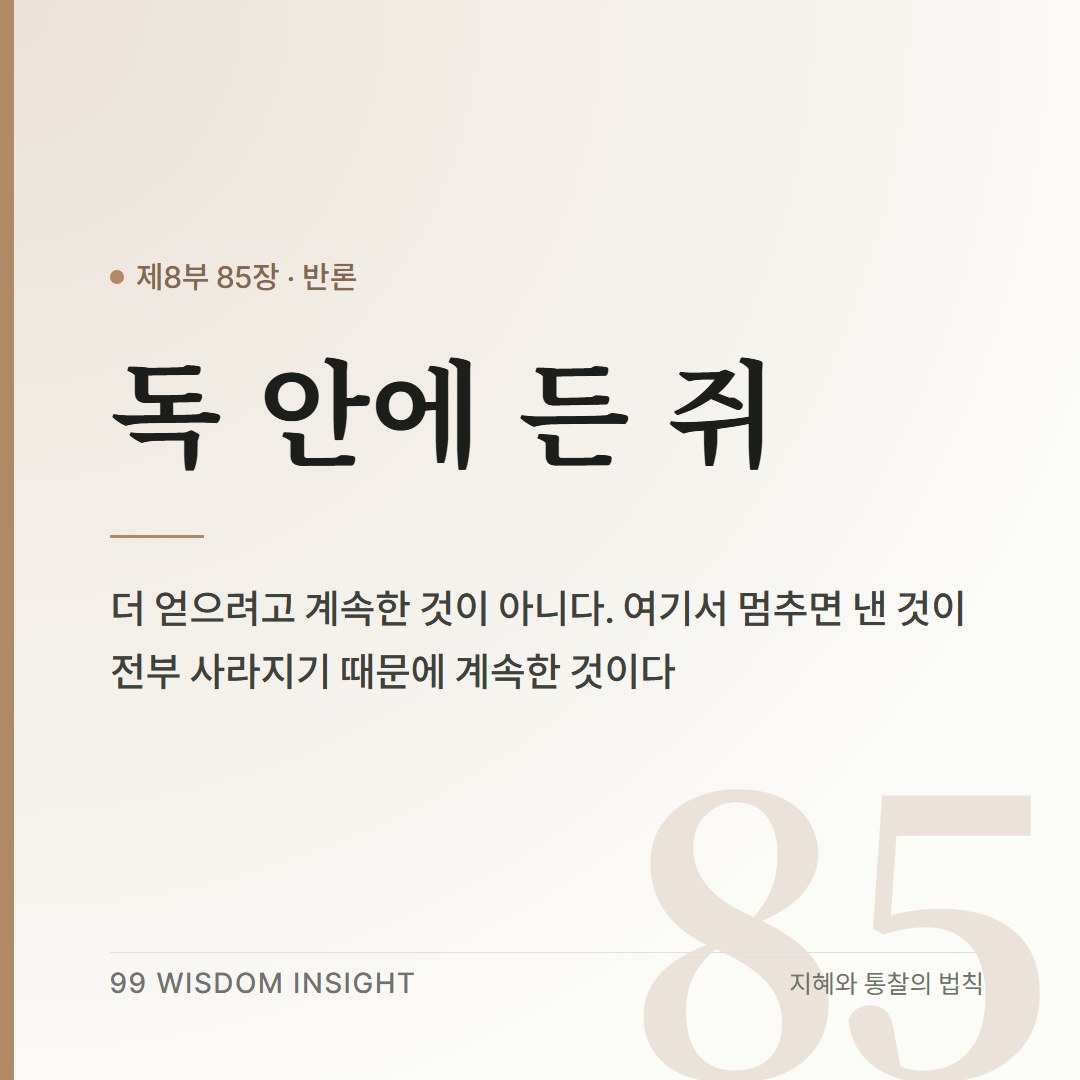 제8부 85장 · 반론
독 안에 든 쥐
더 얻으려고 계속한 것이 아니다. 여기서 멈추면 낸 것이
전부 사라지기 때문에 계속한 것이다
85
99 WISDOM INSIGHT
지혜와 통찰의 법칙